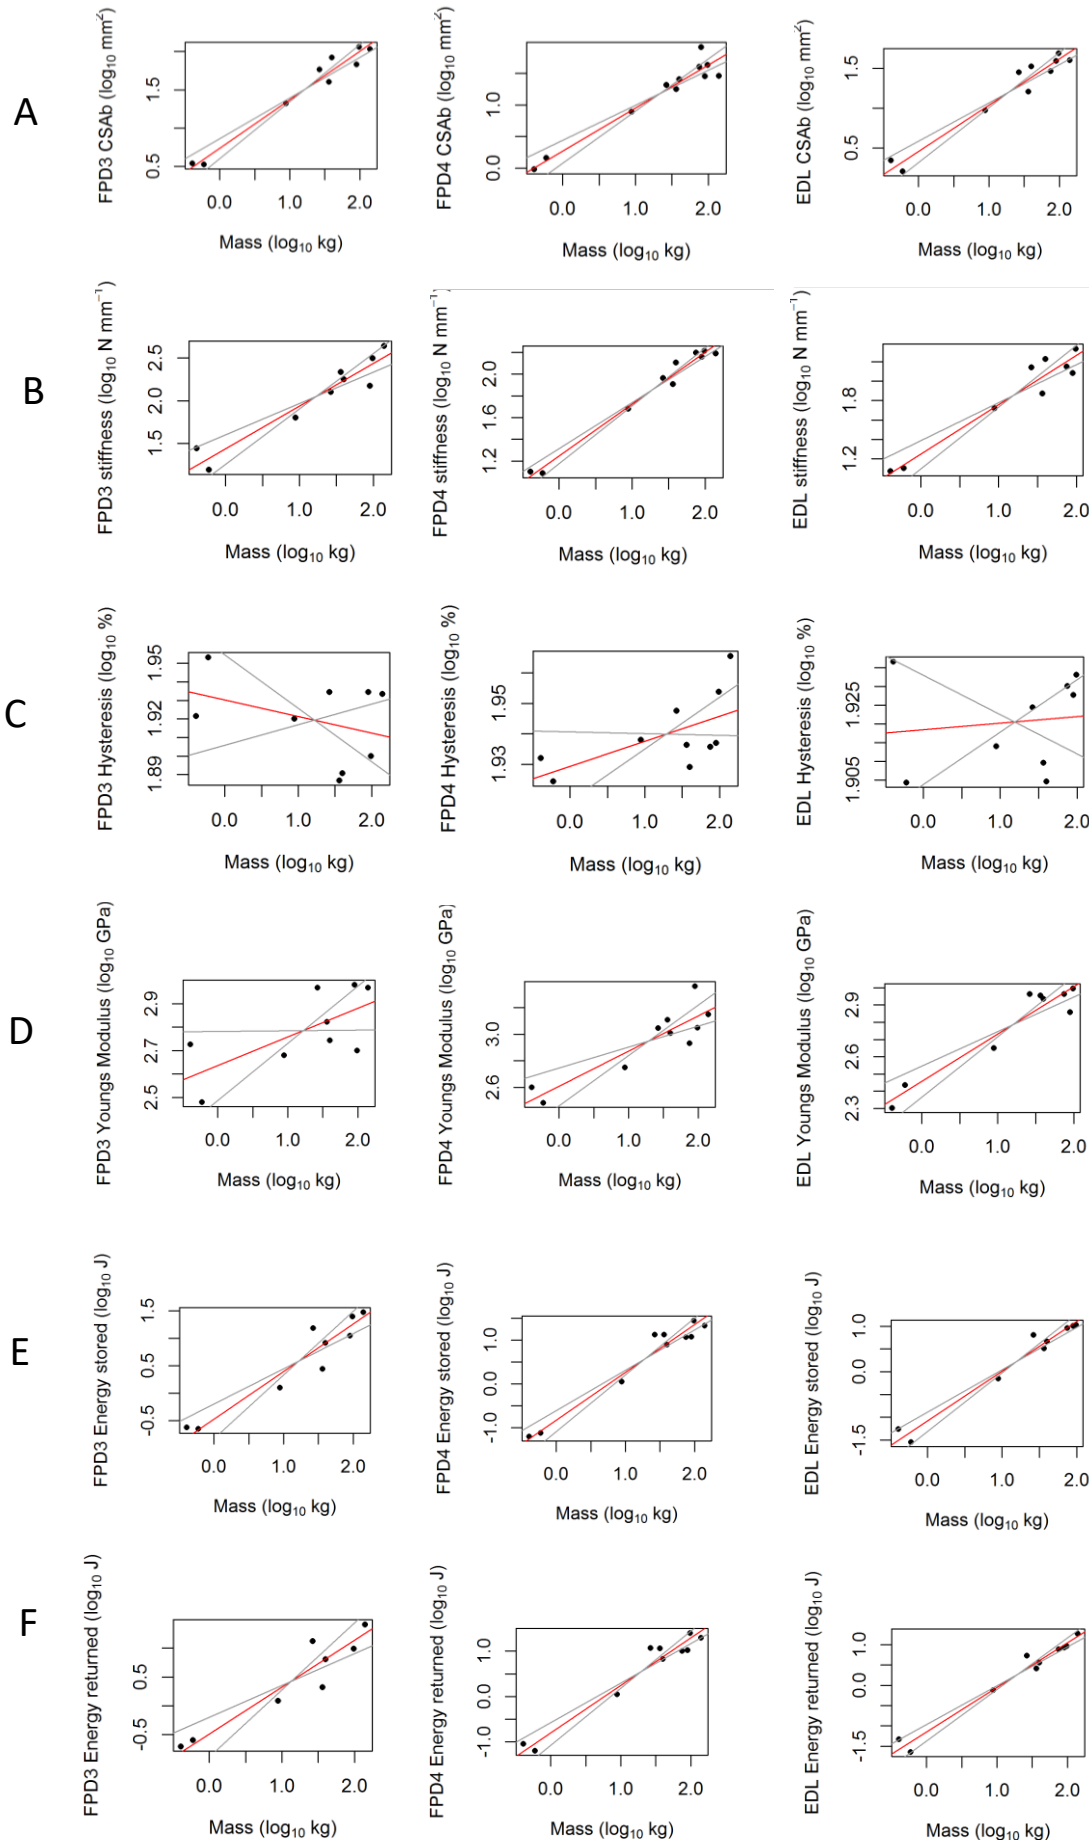 A
FPD3 CSAb (log₁₀ mm²)
0.5 1.5
0.0 1.0 2.0
Mass (log₁₀ kg)
FPD4 CSAb (log₁₀ mm²)
0.0 1.0
0.0 1.0 2.0
Mass (log₁₀ kg)
EDL CSAb (log₁₀ mm²)
0.5 1.5
0.0 1.0 2.0
Mass (log₁₀ kg)
B
FPD3 stiffness (log₁₀ N mm⁻¹)
1.5 2.0 2.5
0.0 1.0 2.0
Mass (log₁₀ kg)
FPD4 stiffness (log₁₀ N mm⁻¹)
1.2 1.6 2.0
0.0 1.0 2.0
Mass (log₁₀ kg)
EDL stiffness (log₁₀ N mm⁻¹)
1.2 1.8
0.0 1.0 2.0
Mass (log₁₀ kg)
C
FPD3 Hysteresis (log₁₀ %)
1.89 1.92 1.95
0.0 1.0 2.0
Mass (log₁₀ kg)
FPD4 Hysteresis (log₁₀ %)
1.93 1.95
0.0 1.0 2.0
Mass (log₁₀ kg)
EDL Hysteresis (log₁₀ %)
1.905 1.925
0.0 1.0 2.0
Mass (log₁₀ kg)
D
FPD3 Youngs Modulus (log₁₀ GPa)
2.5 2.7 2.9
0.0 1.0 2.0
Mass (log₁₀ kg)
FPD4 Youngs Modulus (log₁₀ GPa)
2.6 3.0
0.0 1.0 2.0
Mass (log₁₀ kg)
EDL Youngs Modulus (log₁₀ GPa)
2.3 2.6 2.9
0.0 1.0 2.0
Mass (log₁₀ kg)
E
FPD3 Energy stored (log₁₀ J)
-0.5 0.5 1.5
0.0 1.0 2.0
Mass (log₁₀ kg)
FPD4 Energy stored (log₁₀ J)
-1.0 0.0 1.0
0.0 1.0 2.0
Mass (log₁₀ kg)
EDL Energy stored (log₁₀ J)
-1.5 0.0 1.0
0.0 1.0 2.0
Mass (log₁₀ kg)
F
FPD3 Energy returned (log₁₀ J)
-0.5 0.5
0.0 1.0 2.0
Mass (log₁₀ kg)
FPD4 Energy returned (log₁₀ J)
-1.0 0.0 1.0
0.0 1.0 2.0
Mass (log₁₀ kg)
EDL Energy returned (log₁₀ J)
-1.5 0.0 1.0
0.0 1.0 2.0
Mass (log₁₀ kg)